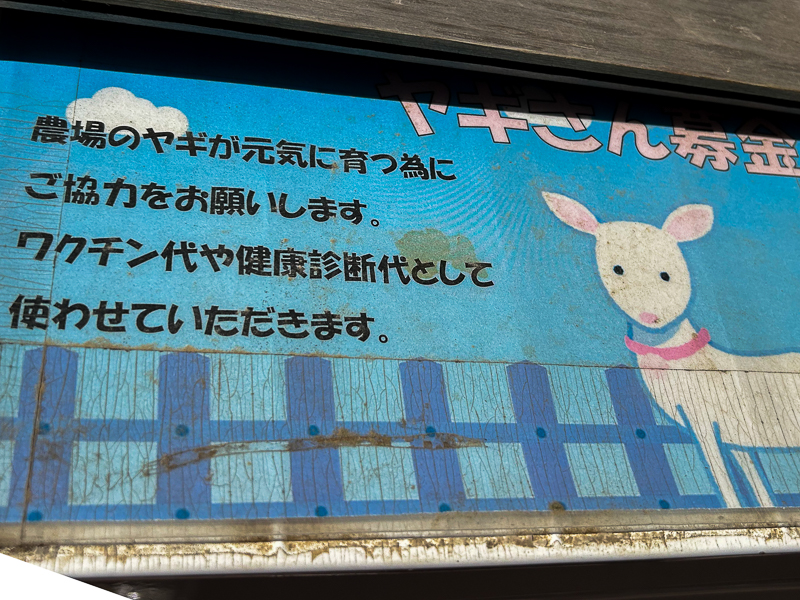 ヤギさん募金
農場のヤギが元気に育つ為に
ご協力をお願いします。
ワクチン代や健康診断代として
使わせていただきます。